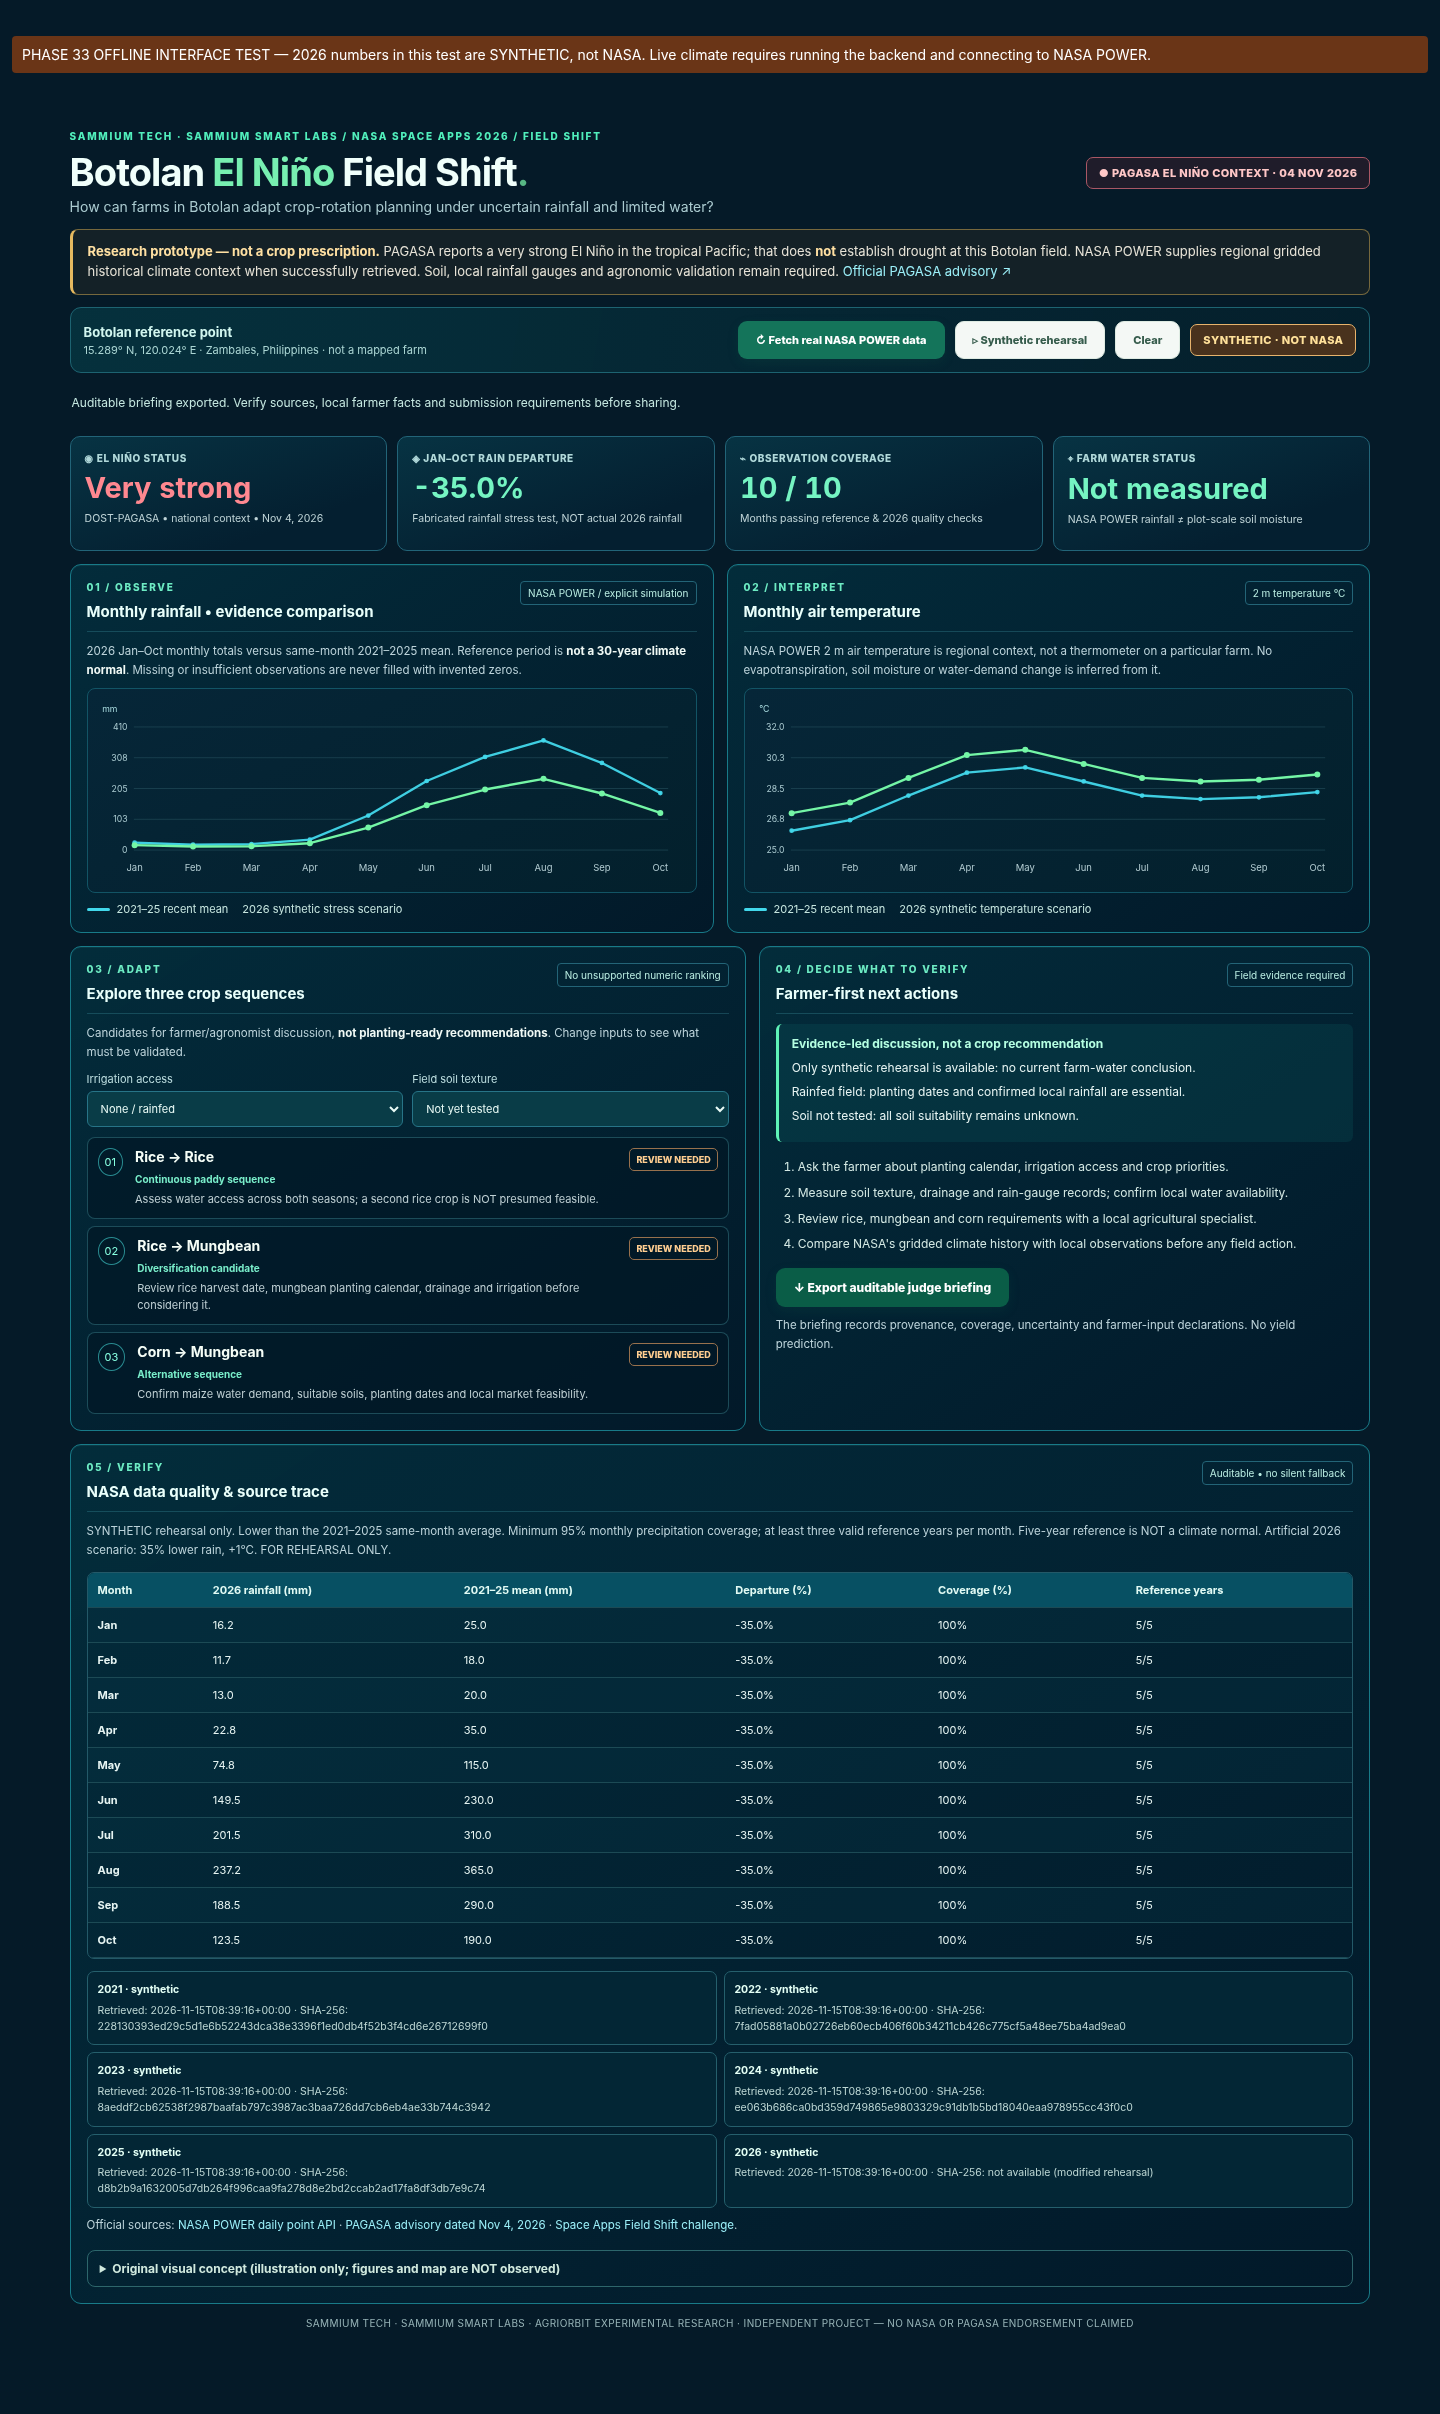 PHASE 33 OFFLINE INTERFACE TEST — 2026 numbers in this test are SYNTHETIC, not NASA. Live climate requires running the backend and connecting to NASA POWER.
SAMMIUM TECH · SAMMIUM SMART LABS / NASA SPACE APPS 2026 / FIELD SHIFT
Botolan El Niño Field Shift.
● PAGASA EL NIÑO CONTEXT · 04 NOV 2026
How can farms in Botolan adapt crop-rotation planning under uncertain rainfall and limited water?
Research prototype — not a crop prescription. PAGASA reports a very strong El Niño in the tropical Pacific; that does not establish drought at this Botolan field. NASA POWER supplies regional gridded
historical climate context when successfully retrieved. Soil, local rainfall gauges and agronomic validation remain required. Official PAGASA advisory ↗
Botolan reference point
15.289° N, 120.024° E · Zambales, Philippines · not a mapped farm
↻ Fetch real NASA POWER data
▹ Synthetic rehearsal
Clear
SYNTHETIC · NOT NASA
Auditable briefing exported. Verify sources, local farmer facts and submission requirements before sharing.
◉ EL NIÑO STATUS
Very strong
DOST-PAGASA • national context • Nov 4, 2026
◈ JAN–OCT RAIN DEPARTURE
-35.0%
Fabricated rainfall stress test, NOT actual 2026 rainfall
⌁ OBSERVATION COVERAGE
10 / 10
Months passing reference & 2026 quality checks
⌖ FARM WATER STATUS
Not measured
NASA POWER rainfall ≠ plot-scale soil moisture
01 / OBSERVE
Monthly rainfall • evidence comparison
NASA POWER / explicit simulation
2026 Jan–Oct monthly totals versus same-month 2021–2025 mean. Reference period is not a 30-year climate
normal. Missing or insufficient observations are never filled with invented zeros.
mm
410
308
205
103
0
Jan Feb Mar Apr May Jun Jul Aug Sep Oct
2021–25 recent mean 2026 synthetic stress scenario
02 / INTERPRET
Monthly air temperature
2 m temperature °C
NASA POWER 2 m air temperature is regional context, not a thermometer on a particular farm. No
evapotranspiration, soil moisture or water-demand change is inferred from it.
°C
32.0
30.3
28.5
26.8
25.0
Jan Feb Mar Apr May Jun Jul Aug Sep Oct
2021–25 recent mean 2026 synthetic temperature scenario
03 / ADAPT
Explore three crop sequences
No unsupported numeric ranking
Candidates for farmer/agronomist discussion, not planting-ready recommendations. Change inputs to see what
must be validated.
Irrigation access
None / rainfed
Field soil texture
Not yet tested
01
Rice → Rice
REVIEW NEEDED
Continuous paddy sequence
Assess water access across both seasons; a second rice crop is NOT presumed feasible.
02
Rice → Mungbean
REVIEW NEEDED
Diversification candidate
Review rice harvest date, mungbean planting calendar, drainage and irrigation before
considering it.
03
Corn → Mungbean
REVIEW NEEDED
Alternative sequence
Confirm maize water demand, suitable soils, planting dates and local market feasibility.
04 / DECIDE WHAT TO VERIFY
Farmer-first next actions
Field evidence required
Evidence-led discussion, not a crop recommendation
Only synthetic rehearsal is available: no current farm-water conclusion.
Rainfed field: planting dates and confirmed local rainfall are essential.
Soil not tested: all soil suitability remains unknown.
1. Ask the farmer about planting calendar, irrigation access and crop priorities.
2. Measure soil texture, drainage and rain-gauge records; confirm local water availability.
3. Review rice, mungbean and corn requirements with a local agricultural specialist.
4. Compare NASA's gridded climate history with local observations before any field action.
↓ Export auditable judge briefing
The briefing records provenance, coverage, uncertainty and farmer-input declarations. No yield
prediction.
05 / VERIFY
NASA data quality & source trace
Auditable • no silent fallback
SYNTHETIC rehearsal only. Lower than the 2021–2025 same-month average. Minimum 95% monthly precipitation coverage; at least three valid reference years per month. Five-year reference is NOT a climate normal. Artificial 2026
scenario: 35% lower rain, +1°C. FOR REHEARSAL ONLY.
Month 2026 rainfall (mm) 2021–25 mean (mm) Departure (%) Coverage (%) Reference years
Jan 16.2 25.0 -35.0% 100% 5/5
Feb 11.7 18.0 -35.0% 100% 5/5
Mar 13.0 20.0 -35.0% 100% 5/5
Apr 22.8 35.0 -35.0% 100% 5/5
May 74.8 115.0 -35.0% 100% 5/5
Jun 149.5 230.0 -35.0% 100% 5/5
Jul 201.5 310.0 -35.0% 100% 5/5
Aug 237.2 365.0 -35.0% 100% 5/5
Sep 188.5 290.0 -35.0% 100% 5/5
Oct 123.5 190.0 -35.0% 100% 5/5
2021 · synthetic
Retrieved: 2026-11-15T08:39:16+00:00 · SHA-256:
228130393ed29c5d1e6b52243dca38e3396f1ed0db4f52b3f4cd6e26712699f0
2022 · synthetic
Retrieved: 2026-11-15T08:39:16+00:00 · SHA-256:
7fad05881a0b02726eb60ecb406f60b34211cb426c775cf5a48ee75ba4ad9ea0
2023 · synthetic
Retrieved: 2026-11-15T08:39:16+00:00 · SHA-256:
8aeddf2cb62538f2987baafab797c3987ac3baa726dd7cb6eb4ae33b744c3942
2024 · synthetic
Retrieved: 2026-11-15T08:39:16+00:00 · SHA-256:
ee063b686ca0bd359d749865e9803329c91db1b5bd18040eaa978955cc43f0c0
2025 · synthetic
Retrieved: 2026-11-15T08:39:16+00:00 · SHA-256:
d8b2b9a1632005d7db264f996caa9fa278d8e2bd2ccab2ad17fa8df3db7e9c74
2026 · synthetic
Retrieved: 2026-11-15T08:39:16+00:00 · SHA-256: not available (modified rehearsal)
Official sources: NASA POWER daily point API · PAGASA advisory dated Nov 4, 2026 · Space Apps Field Shift challenge.
▸ Original visual concept (illustration only; figures and map are NOT observed)
SAMMIUM TECH · SAMMIUM SMART LABS · AGRIORBIT EXPERIMENTAL RESEARCH · INDEPENDENT PROJECT — NO NASA OR PAGASA ENDORSEMENT CLAIMED